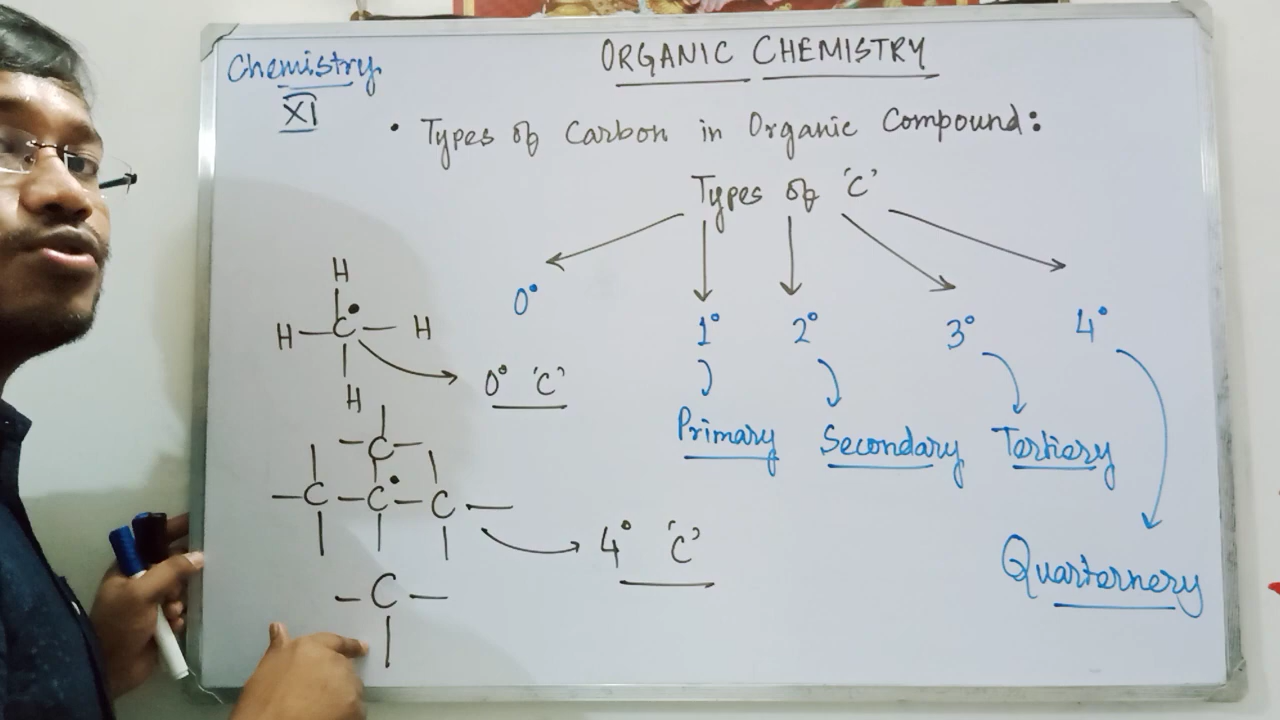 Chemistry
XI
ORGANIC CHEMISTRY
• Types of Carbon in Organic Compound:
Types of 'C'
0° 1° 2° 3° 4°
Primary Secondary Tertiery
Quarternery
H
H—C—H
H
0° 'C'
—C—
—C—C—C—
—C—
4° 'C'